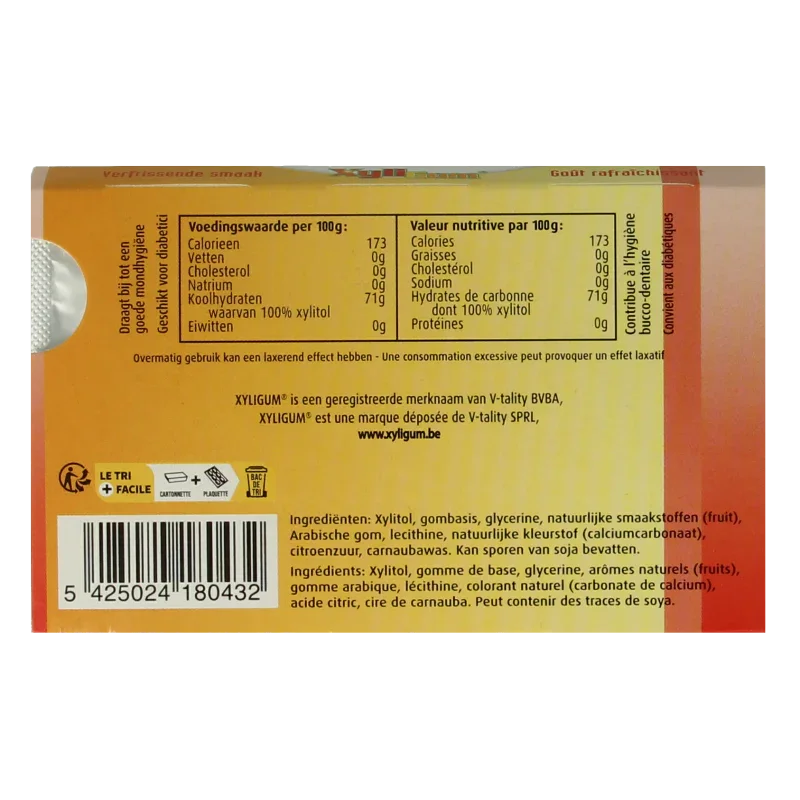 Verfrissende smaak
Xyli
Goût rafraîchissant
Draagt bij tot een
goede mondhygiëne
Geschikt voor diabetici
Voedingswaarde per 100g:
Calorieen 173
Vetten 0g
Cholesterol 0g
Natrium 0g
Koolhydraten 71g
waarvan 100% xylitol
Eiwitten 0g
Valeur nutritive par 100g:
Calories 173
Graisses 0g
Cholestérol 0g
Sodium 0g
Hydrates de carbonne 71g
dont 100% xylitol
Protéines 0g
Contribue à l'hygiène
bucco-dentaire
Convient aux diabétiques
Overmatig gebruik kan een laxerend effect hebben - Une consommation excessive peut provoquer un effet laxatif
XYLIGUM® is een geregistreerde merknaam van V-tality BVBA,
XYLIGUM® est une marque déposée de V-tality SPRL,
www.xyligum.be
LE TRI
+ FACILE
CARTONNETTE
+
PLAQUETTE
BAC
DE
TRI
Ingrediënten: Xylitol, gombasis, glycerine, natuurlijke smaakstoffen (fruit),
Arabische gom, lecithine, natuurlijke kleurstof (calciumcarbonaat),
citroenzuur, carnaubawas. Kan sporen van soja bevatten.
Ingrédients: Xylitol, gomme de base, glycerine, arômes naturels (fruits),
gomme arabique, lécithine, colorant naturel (carbonate de calcium),
acide citric, cire de carnauba. Peut contenir des traces de soya.
5 425024 180432